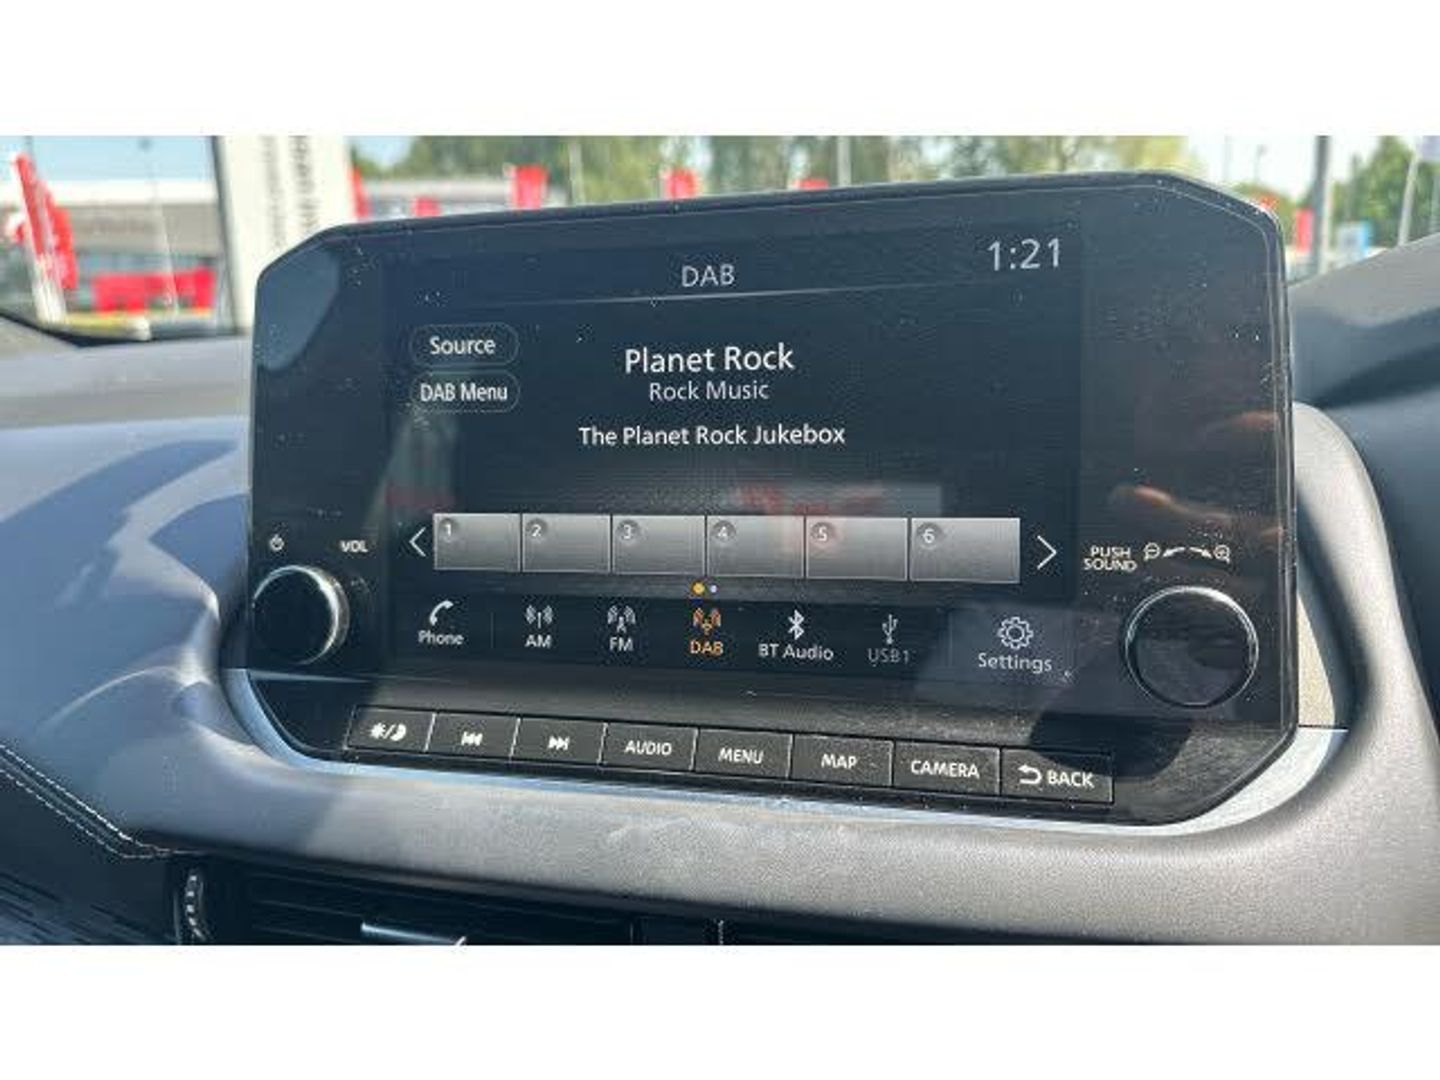 DAB
1:21
Source
DAB Menu
Planet Rock
Rock Music
The Planet Rock Jukebox
1 2 3 4 5 6
VOL
PUSH
SOUND
Phone AM FM DAB BT Audio USB1 Settings
AUDIO MENU MAP CAMERA BACK